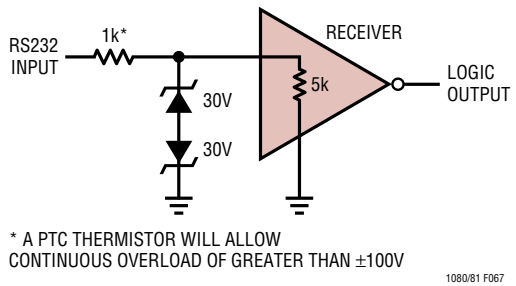 1k*
RECEIVER
RS232
INPUT
5k
LOGIC
OUTPUT
30V
30V
* A PTC THERMISTOR WILL ALLOW
CONTINUOUS OVERLOAD OF GREATER THAN ±100V
1080/81 F067